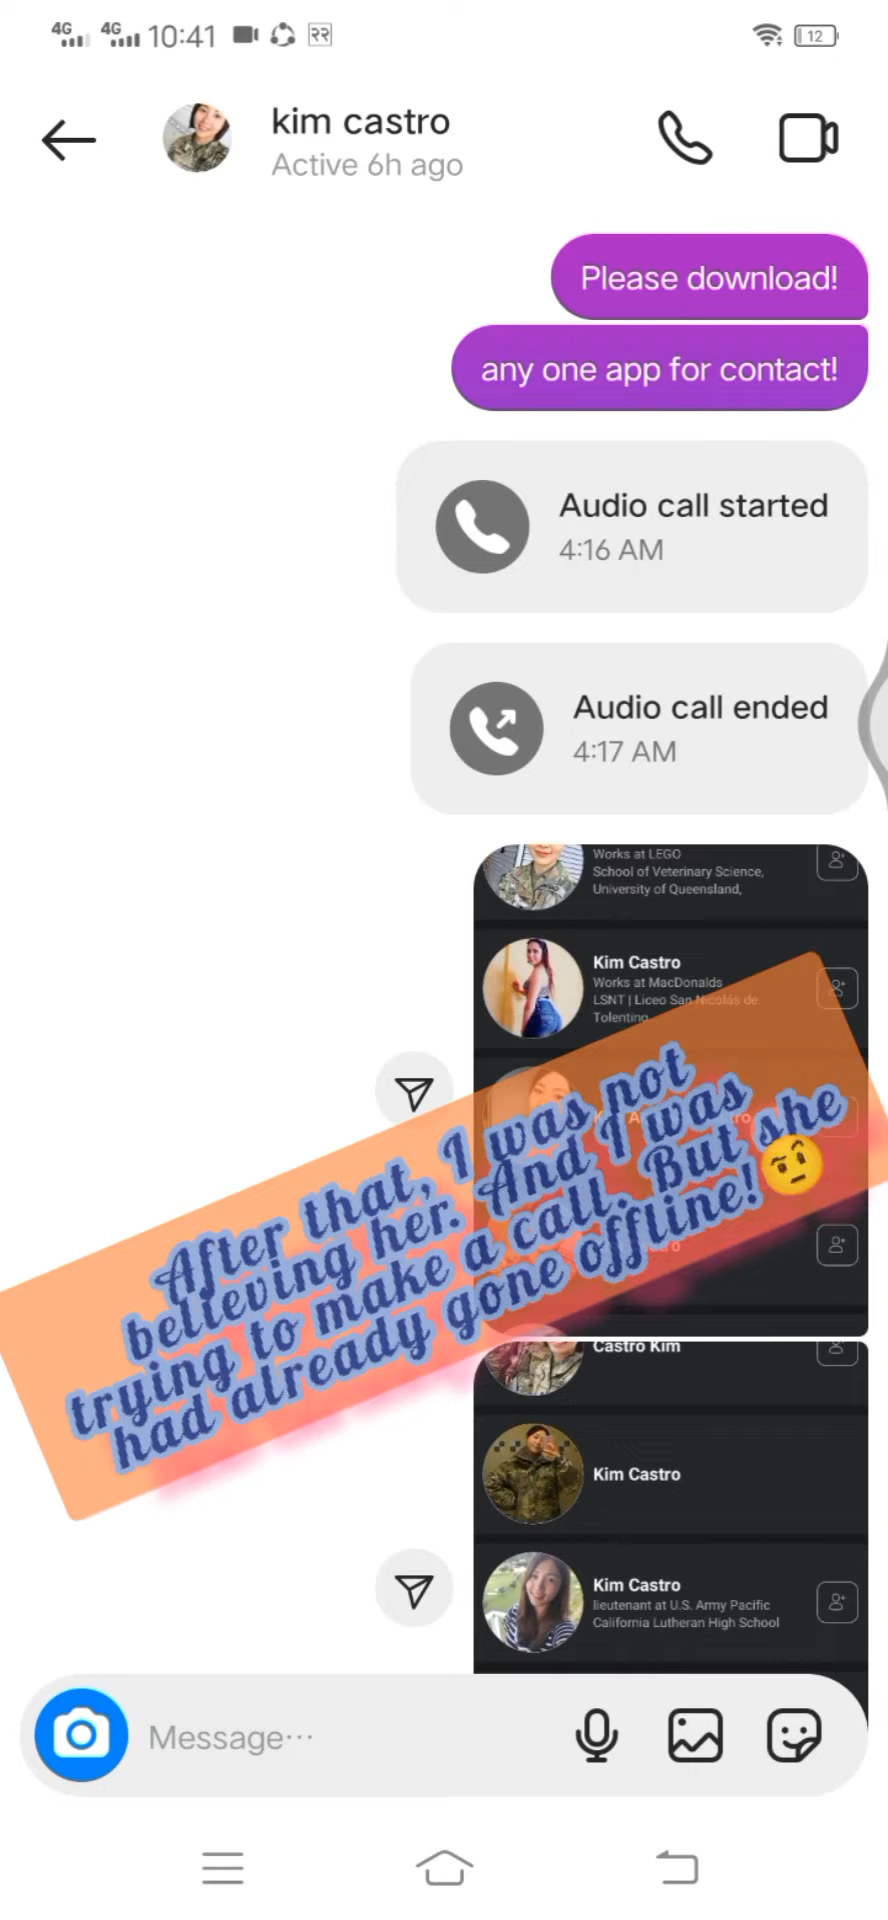 4G 4G 10:41 २२ 12
kim castro
Active 6h ago
Please download!
any one app for contact!
Audio call started
4:16 AM
Audio call ended
4:17 AM
Works at LEGO
School of Veterinary Science,
University of Queensland,
Kim Castro
Works at MacDonalds
LSNT | Liceo San Nicolás de
Tolentino
After that, I was not
believing her. And I was
trying to make a call. But she
had already gone offline!
Castro Kim
Kim Castro
Kim Castro
lieutenant at U.S. Army Pacific
California Lutheran High School
Message...